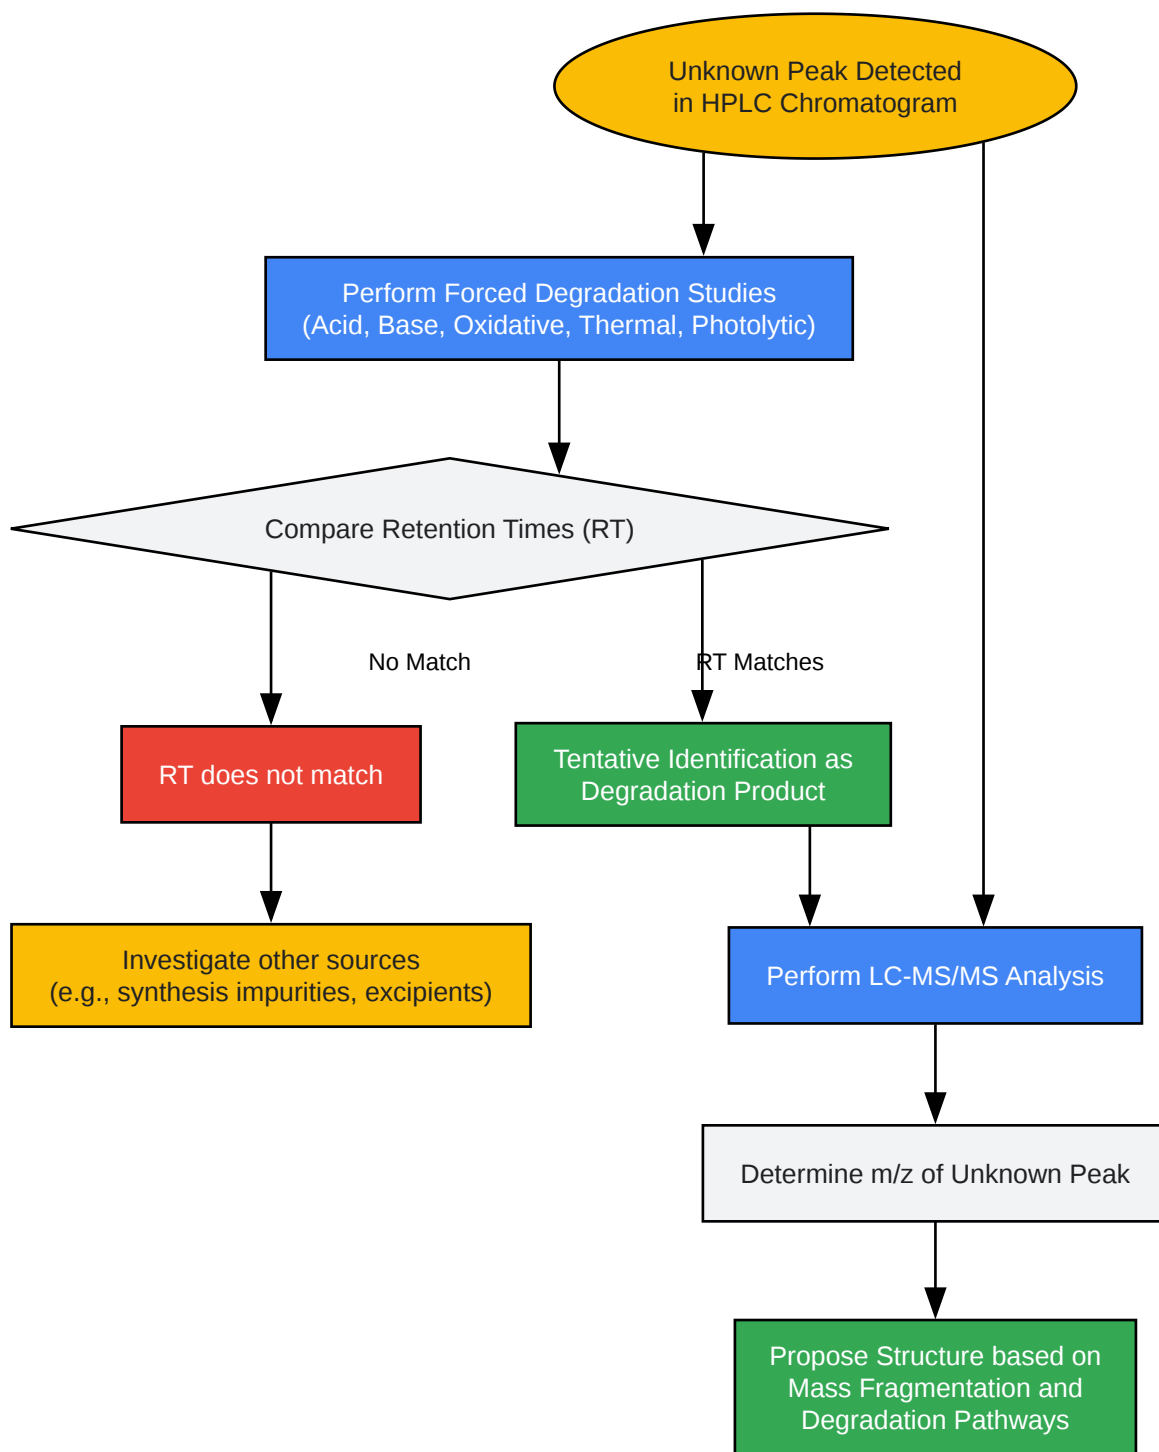 Unknown Peak Detected
in HPLC Chromatogram
Perform Forced Degradation Studies
(Acid, Base, Oxidative, Thermal, Photolytic)
Compare Retention Times (RT)
No Match
RT Matches
RT does not match
Tentative Identification as
Degradation Product
Investigate other sources
(e.g., synthesis impurities, excipients)
Perform LC-MS/MS Analysis
Determine m/z of Unknown Peak
Propose Structure based on
Mass Fragmentation and
Degradation Pathways